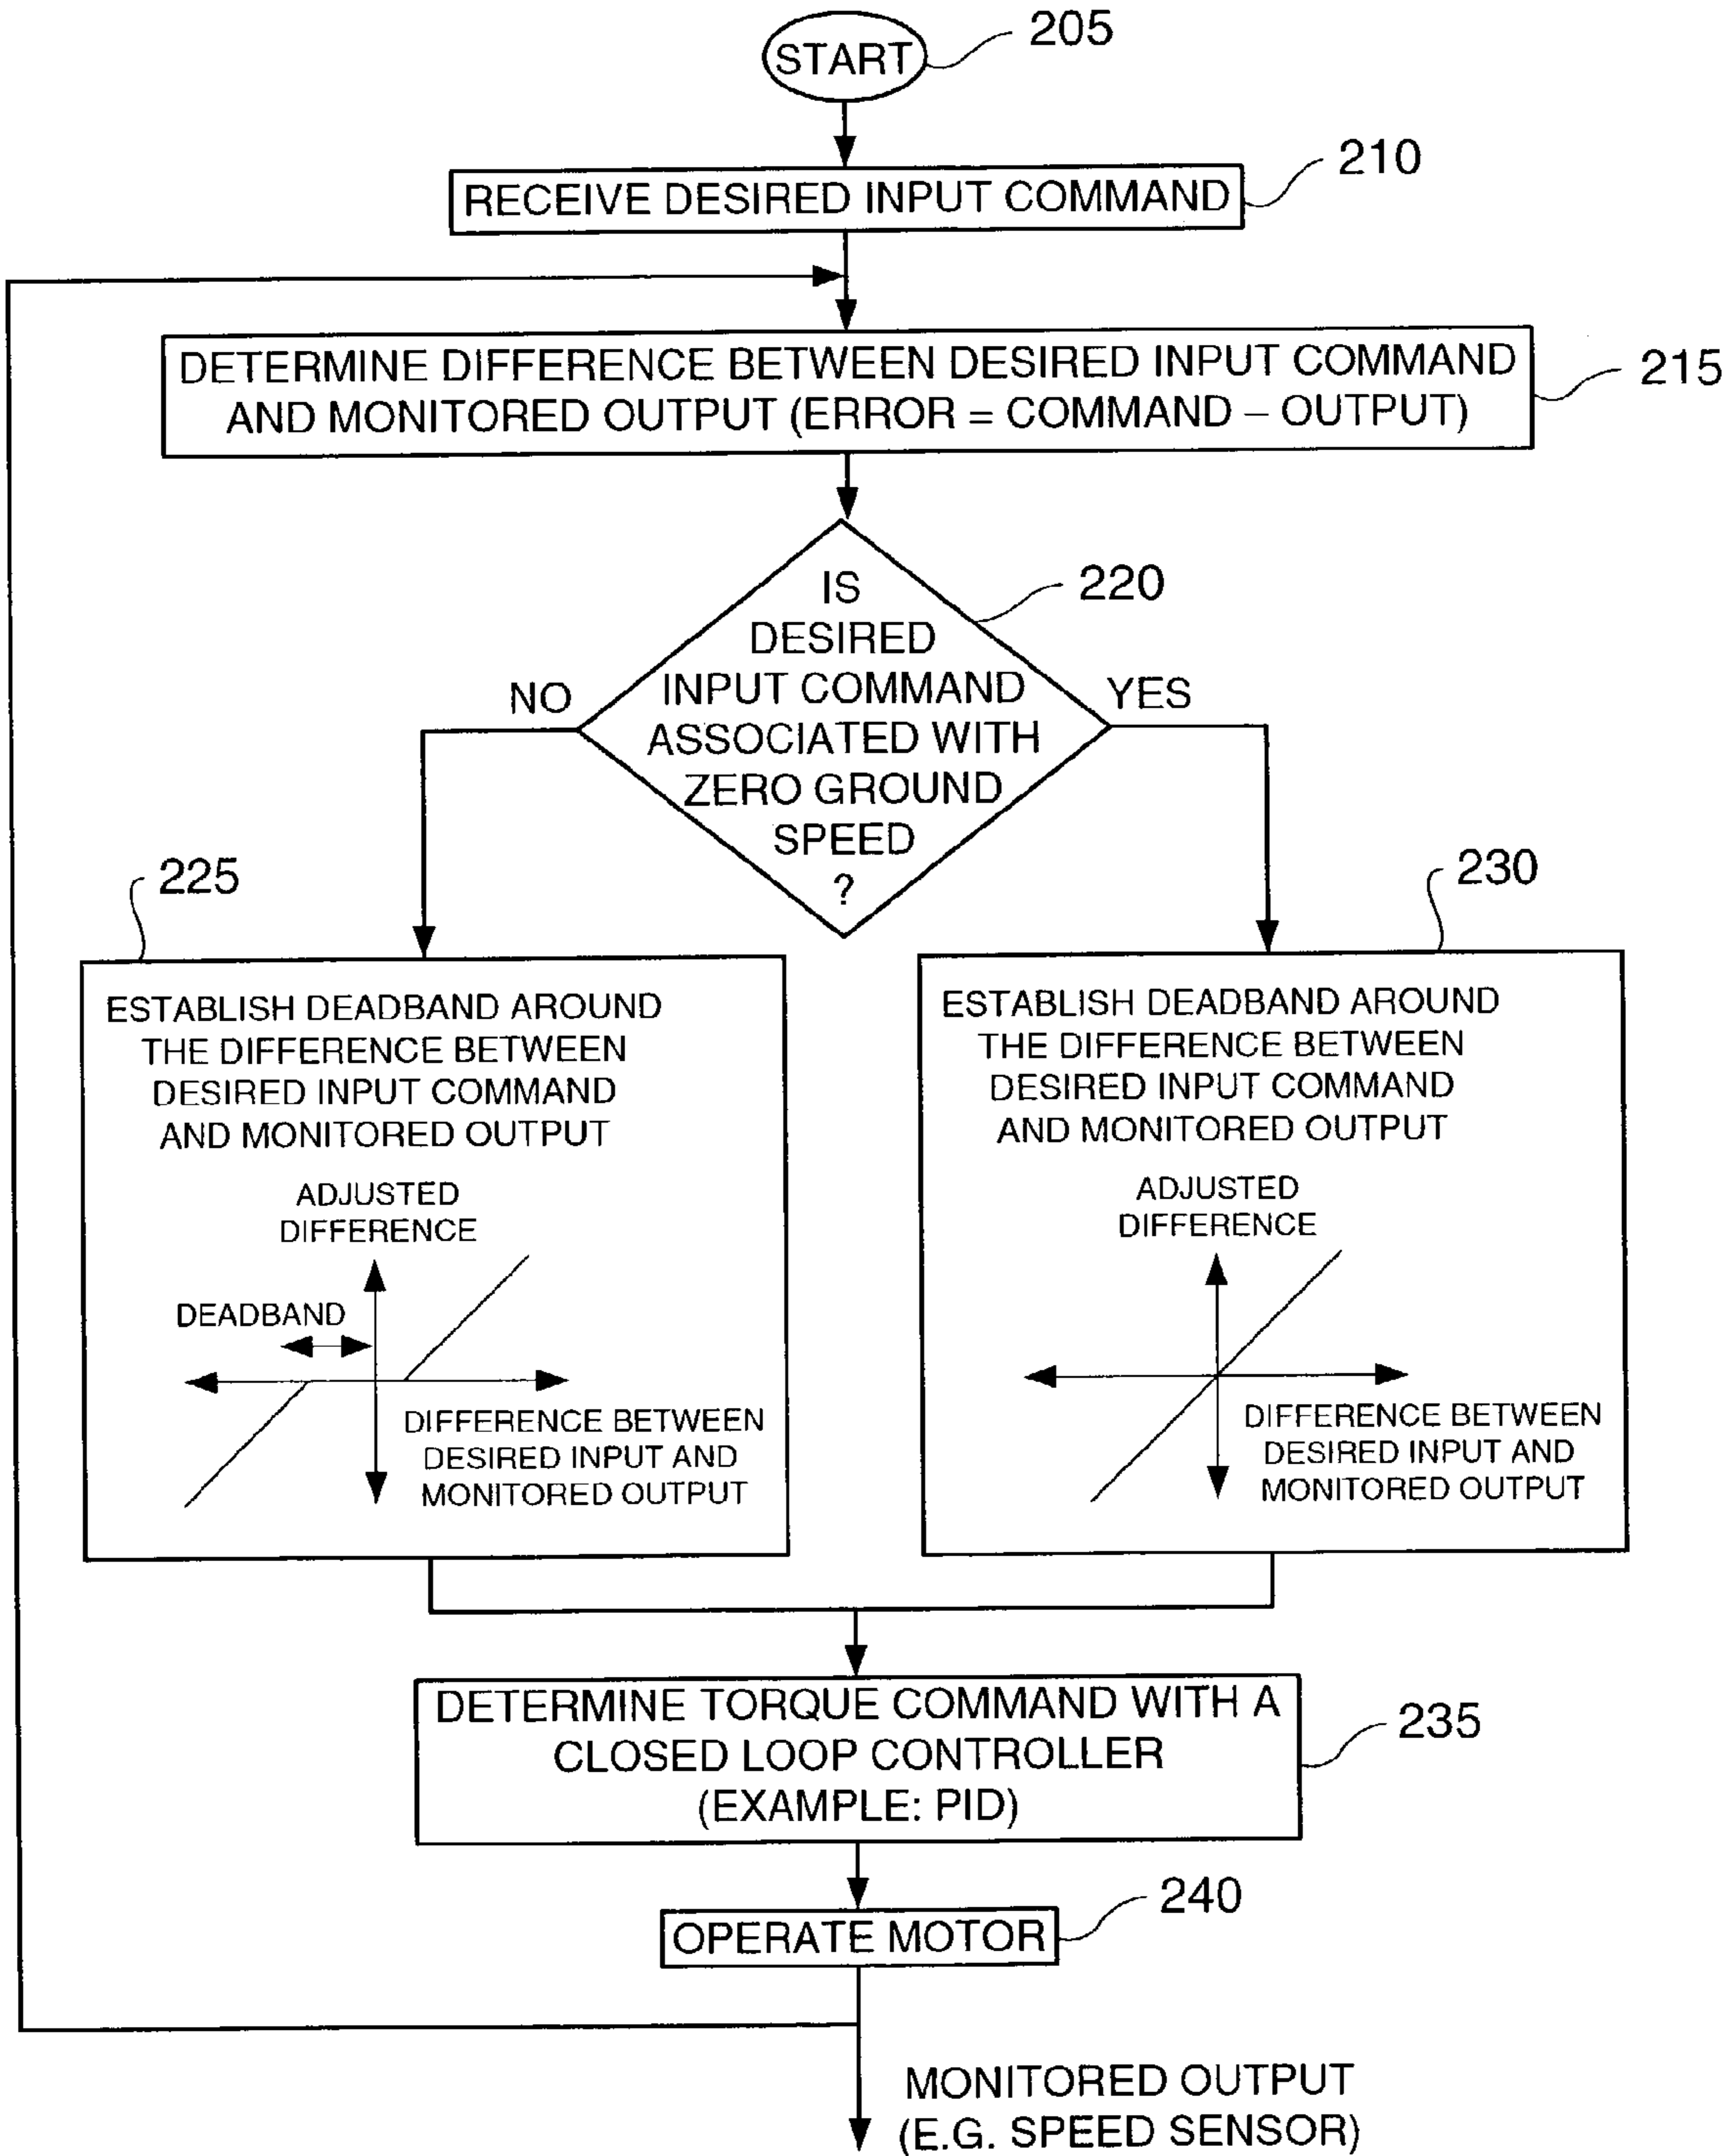 START
205
RECEIVE DESIRED INPUT COMMAND
210
DETERMINE DIFFERENCE BETWEEN DESIRED INPUT COMMAND
AND MONITORED OUTPUT (ERROR = COMMAND – OUTPUT)
215
IS
DESIRED
INPUT COMMAND
ASSOCIATED WITH
ZERO GROUND
SPEED
?
220
NO
YES
225
ESTABLISH DEADBAND AROUND
THE DIFFERENCE BETWEEN
DESIRED INPUT COMMAND
AND MONITORED OUTPUT
ADJUSTED
DIFFERENCE
DEADBAND
DIFFERENCE BETWEEN
DESIRED INPUT AND
MONITORED OUTPUT
230
ESTABLISH DEADBAND AROUND
THE DIFFERENCE BETWEEN
DESIRED INPUT COMMAND
AND MONITORED OUTPUT
ADJUSTED
DIFFERENCE
DIFFERENCE BETWEEN
DESIRED INPUT AND
MONITORED OUTPUT
DETERMINE TORQUE COMMAND WITH A
CLOSED LOOP CONTROLLER
(EXAMPLE: PID)
235
OPERATE MOTOR
240
MONITORED OUTPUT
(E.G. SPEED SENSOR)